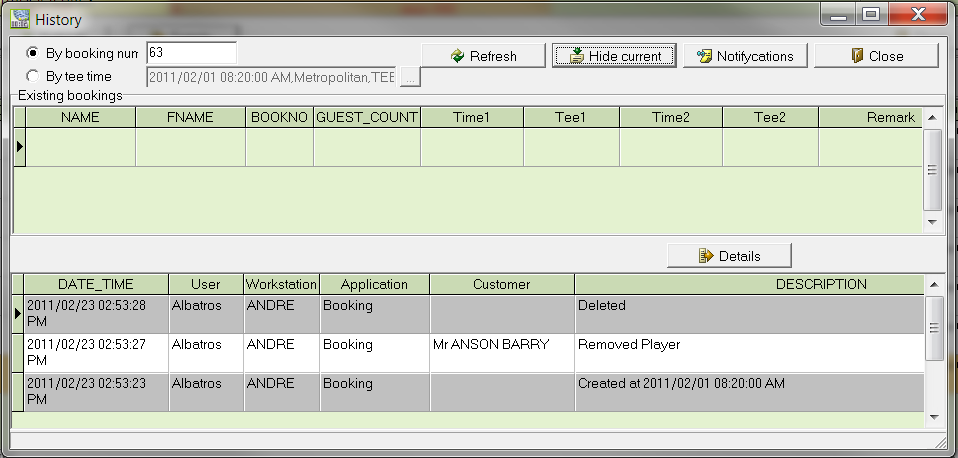 History
By booking num 63 Refresh Hide current Notifycations Close
By tee time 2011/02/01 08:20:00 AM,Metropolitan,TEE ...
Existing bookings
NAME FNAME BOOKNO GUEST_COUNT Time1 Tee1 Time2 Tee2 Remark
Details
DATE_TIME User Workstation Application Customer DESCRIPTION
2011/02/23 02:53:28 PM Albatros ANDRE Booking Deleted
2011/02/23 02:53:27 PM Albatros ANDRE Booking Mr ANSON BARRY Removed Player
2011/02/23 02:53:23 PM Albatros ANDRE Booking Created at 2011/02/01 08:20:00 AM